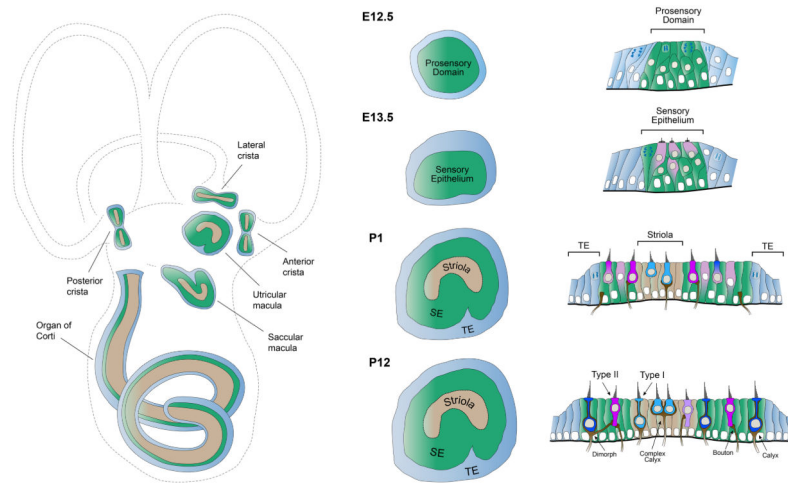 Lateral
crista
Posterior
crista
Anterior
crista
Utricular
macula
Saccular
macula
Organ of
Corti
E12.5
Prosensory
Domain
Prosensory
Domain
E13.5
Sensory
Epithelium
Sensory
Epithelium
P1
Striola
SE
TE
TE
Striola
TE
P12
Striola
SE
TE
Type II
Type I
Dimorph
Complex
Calyx
Bouton
Calyx